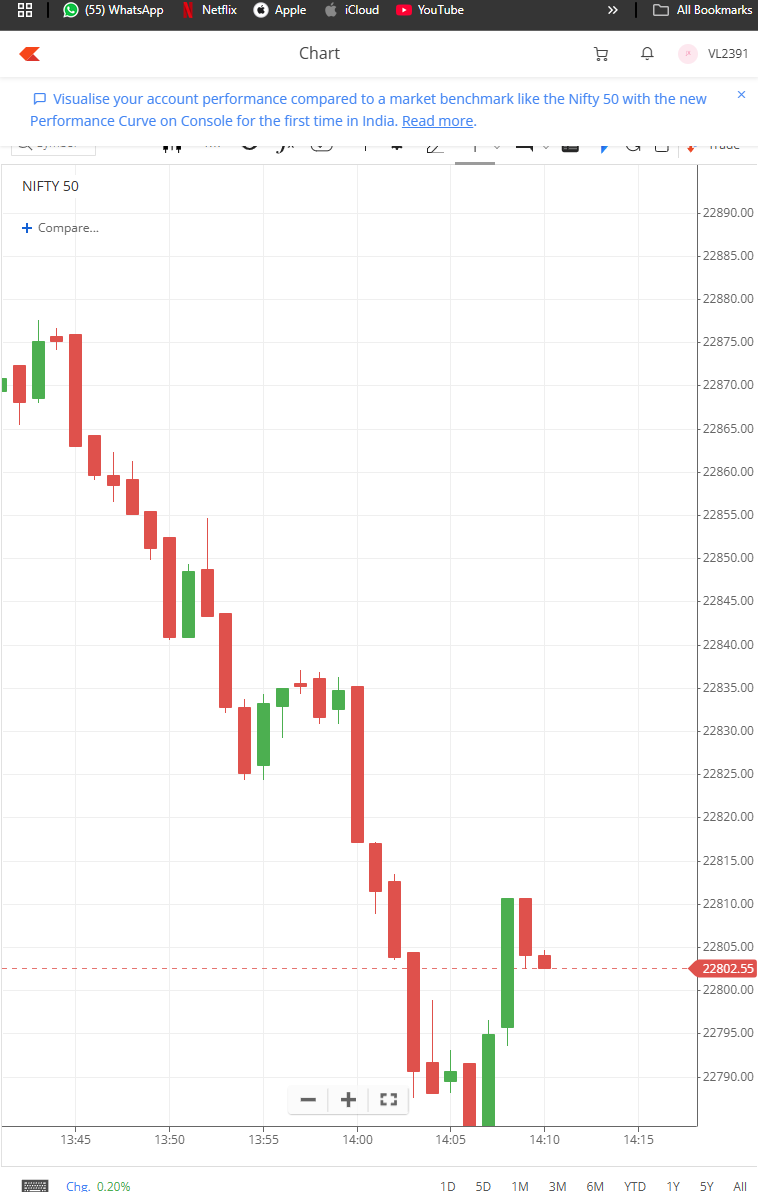 (55) WhatsApp Netflix Apple iCloud YouTube » All Bookmarks
Chart VL2391
Visualise your account performance compared to a market benchmark like the Nifty 50 with the new
Performance Curve on Console for the first time in India. Read more.
NIFTY 50
+ Compare...
22890.00
22885.00
22880.00
22875.00
22870.00
22865.00
22860.00
22855.00
22850.00
22845.00
22840.00
22835.00
22830.00
22825.00
22820.00
22815.00
22810.00
22805.00
22802.55
22800.00
22795.00
22790.00
13:45 13:50 13:55 14:00 14:05 14:10 14:15
Chg. 0.20% 1D 5D 1M 3M 6M YTD 1Y 5Y All